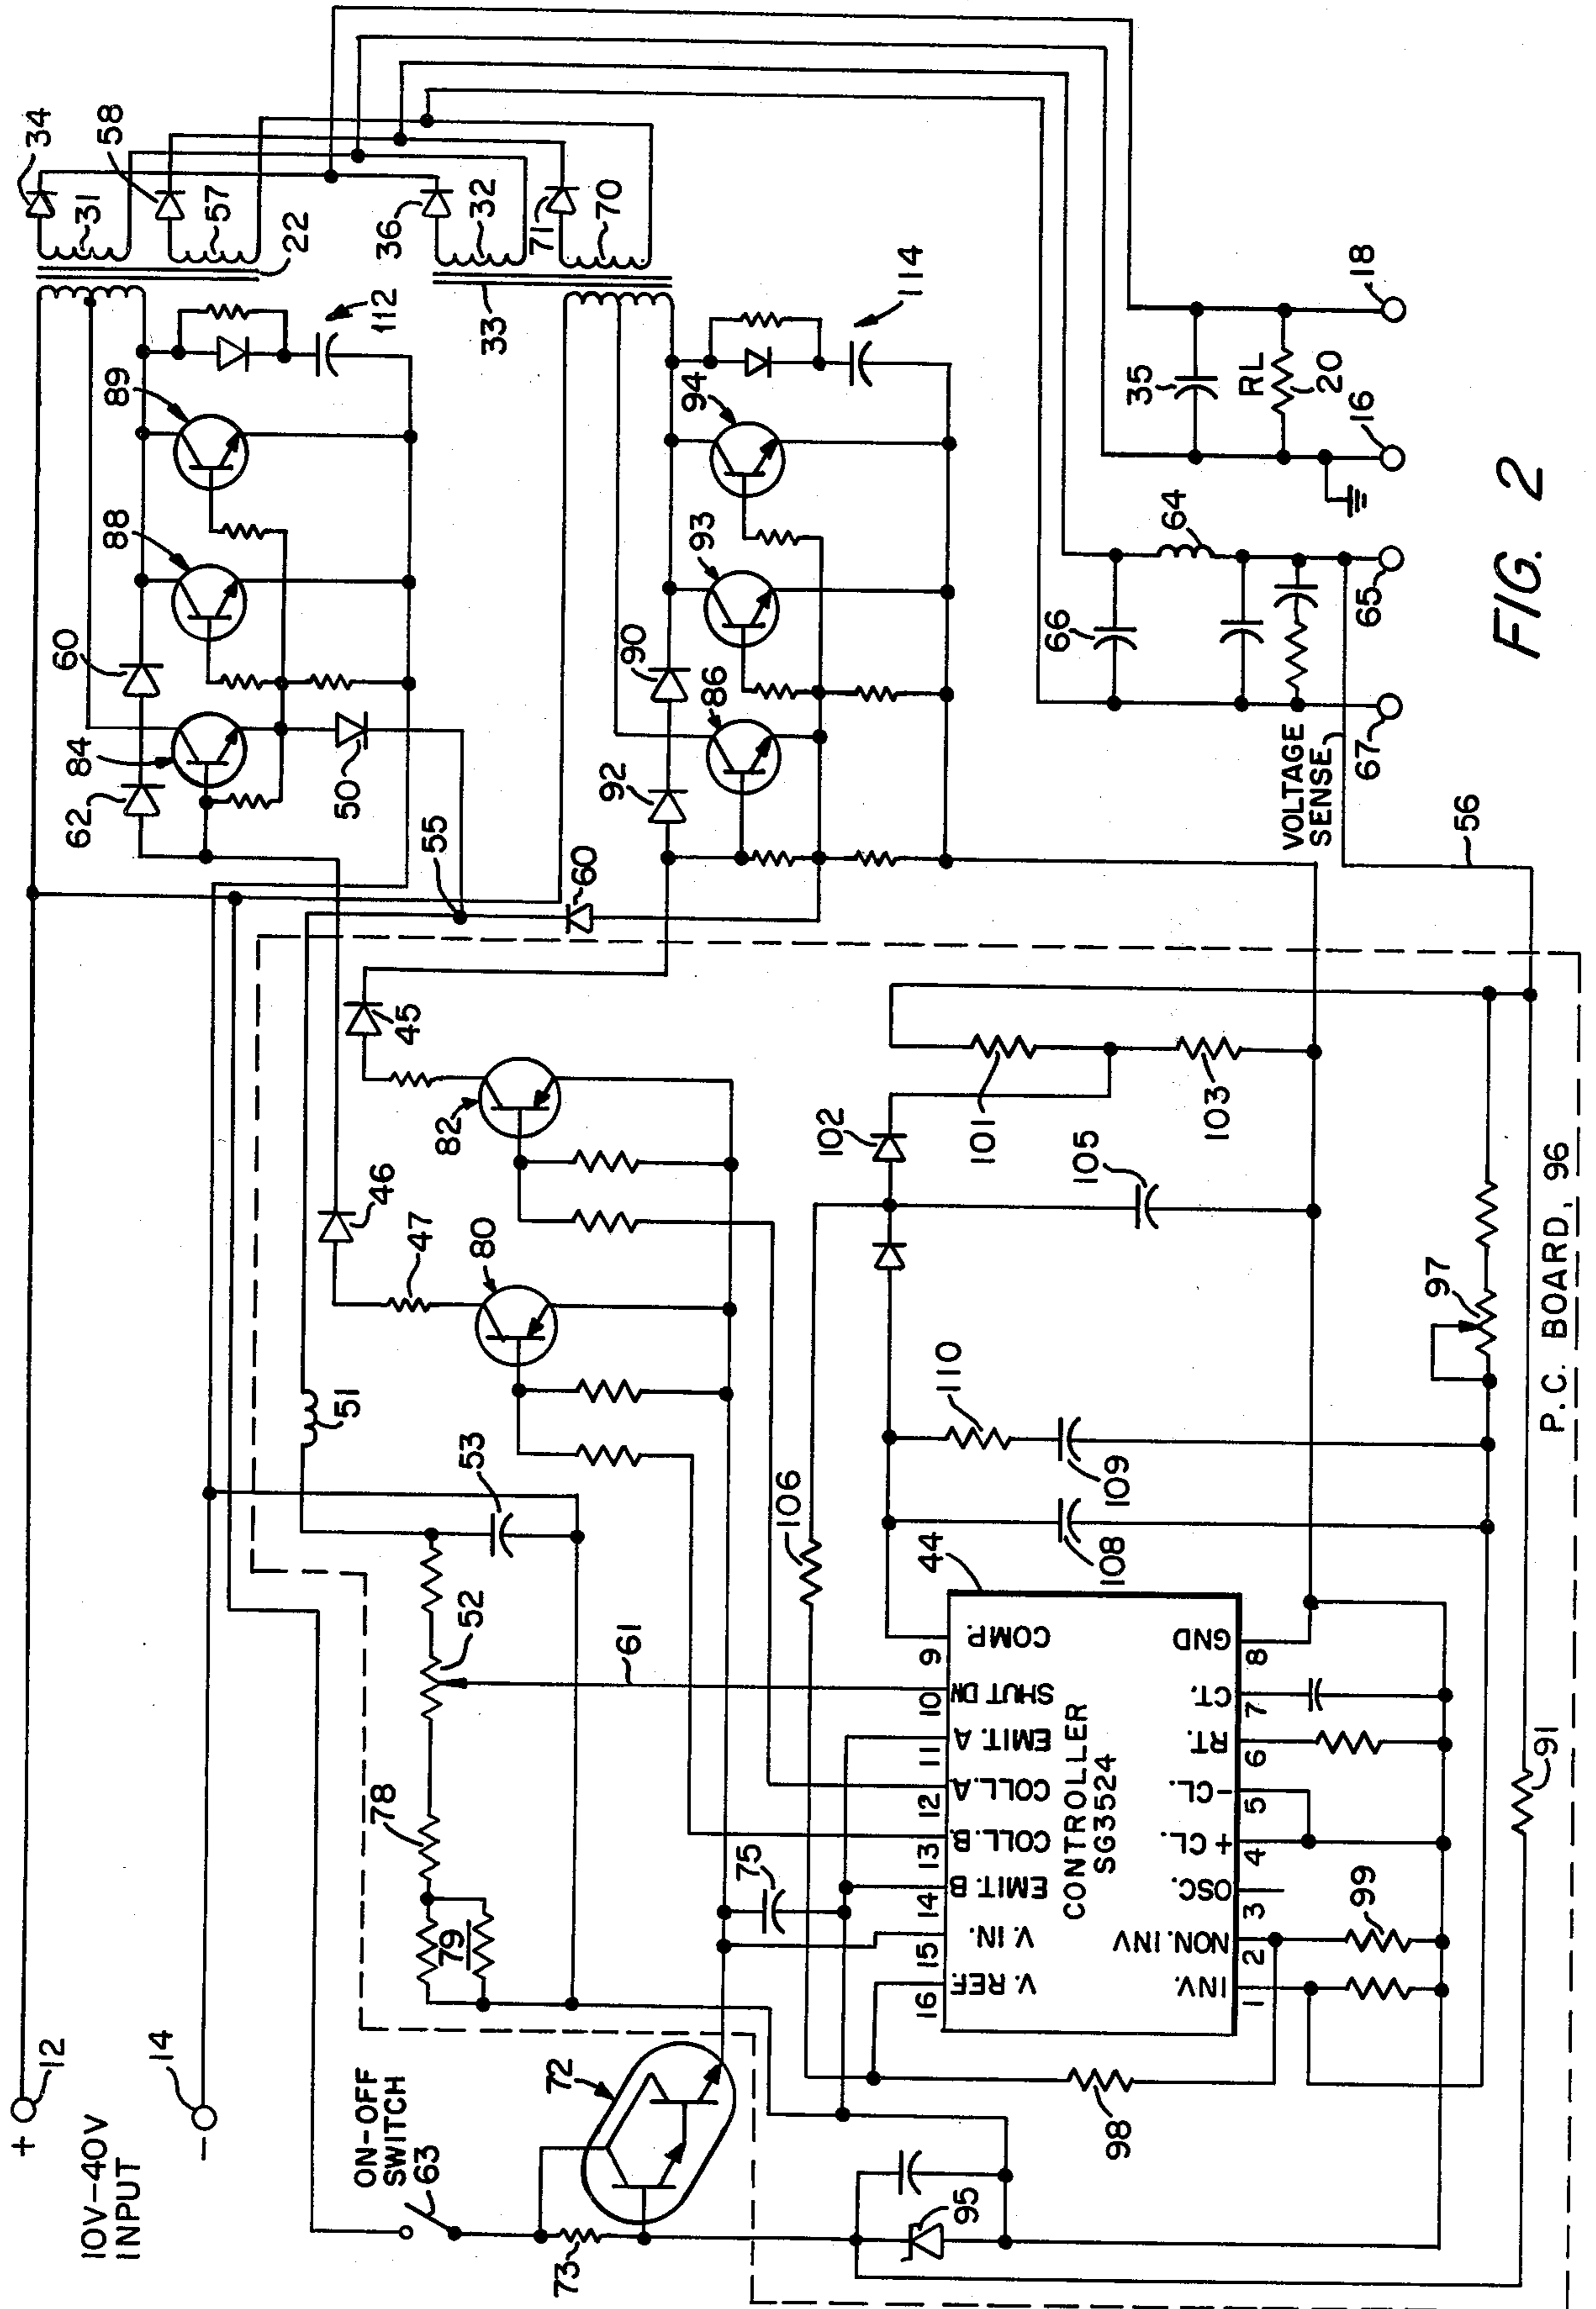 34
58
31
57
22
36
32
71
70
33
112
114
89
88
84
60
62
50
94
93
86
90
92
55
60
35
RL
20
18
16
64
66
65
67
VOLTAGE
SENSE
56
FIG. 2
45
82
46
47
80
51
53
102
101
103
105
106
110
109
108
97
P.C. BOARD, 96
52
61
78
79
75
44
9 COMP.
10 SHUT DN
11 EMIT. A
12 COLL. A
13 COLL. B.
14 EMIT. B
15 V. IN.
16 V. REF.
CONTROLLER
SG3524
GND 8
CT. 7
RT. 6
-CL. 5
+CL. 4
OSC. 3
NON. INV 2
INV. 1
99
91
98
95
72
73
ON-OFF
SWITCH
63
+
12
10V-40V
INPUT
-
14